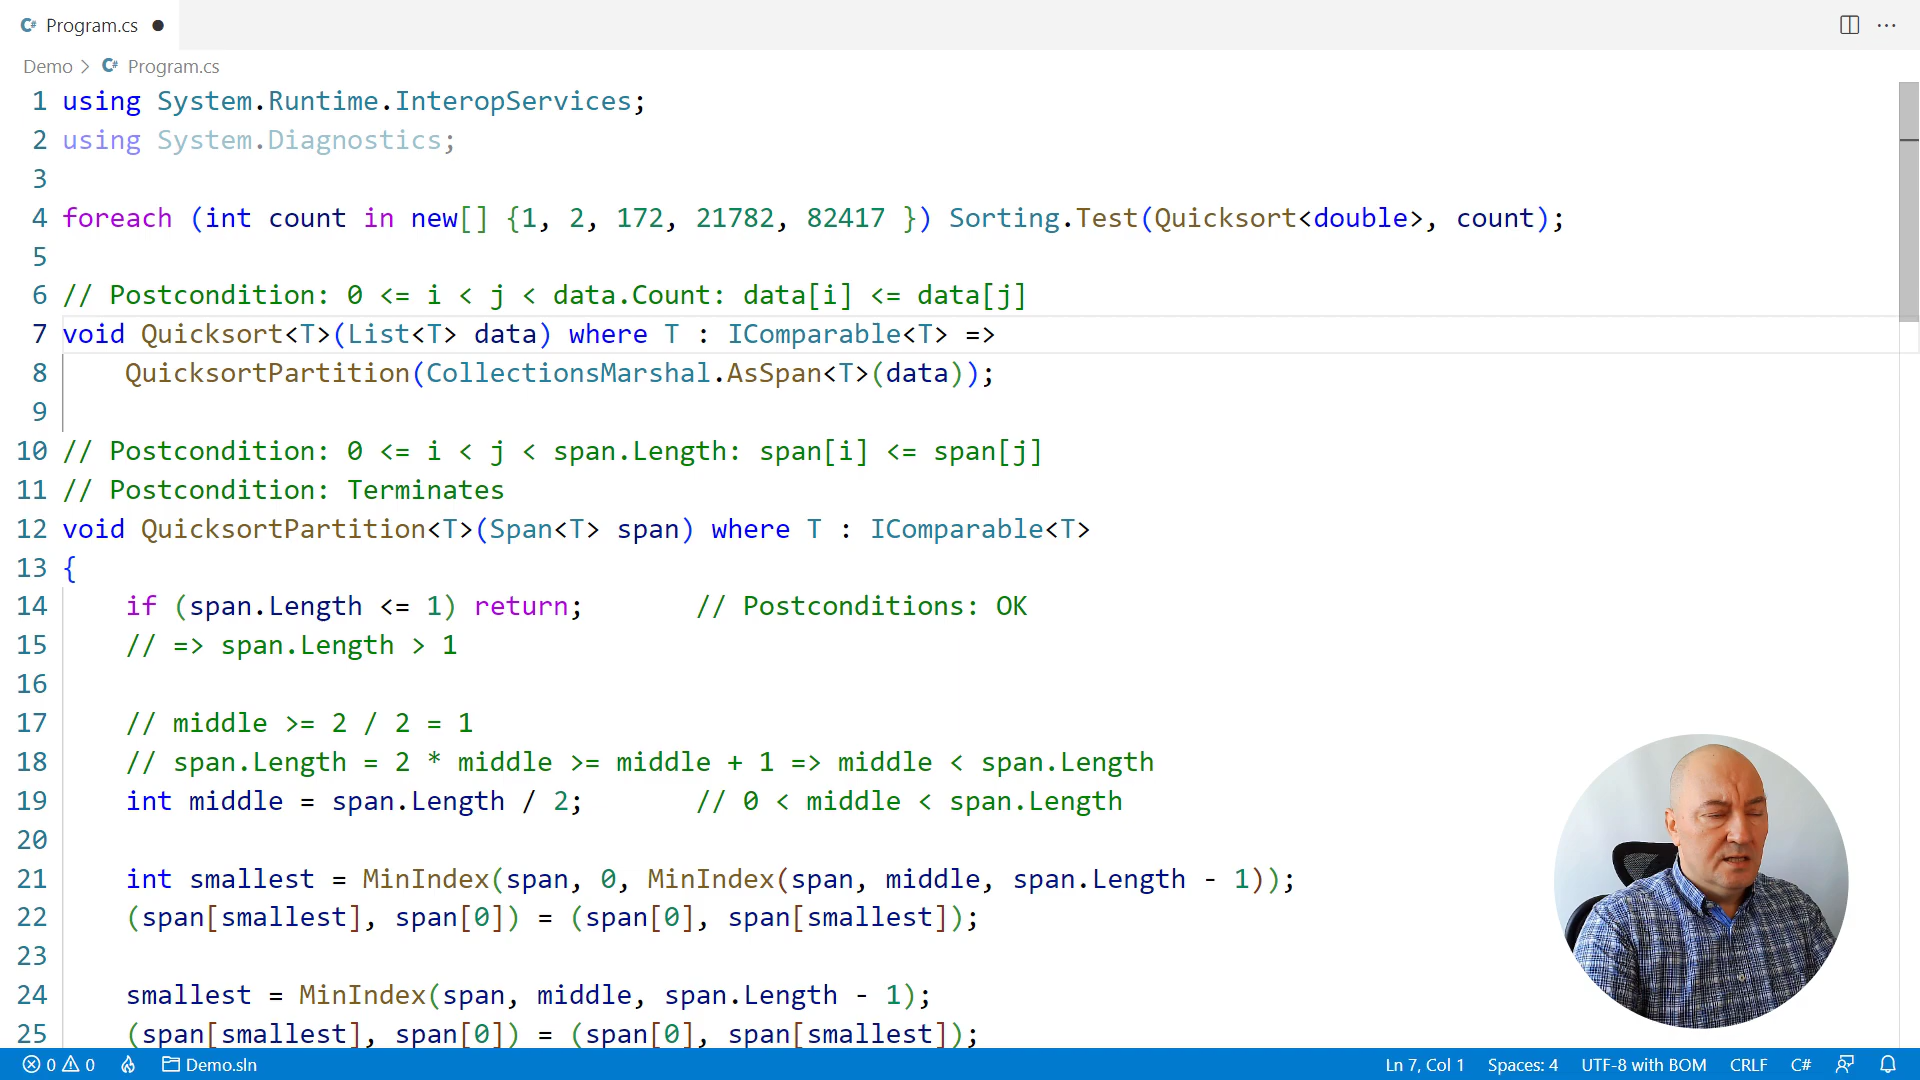 C# Program.cs ●
Demo > C# Program.cs
1 using System.Runtime.InteropServices;
2 using System.Diagnostics;
3
4 foreach (int count in new[] {1, 2, 172, 21782, 82417 }) Sorting.Test(Quicksort<double>, count);
5
6 // Postcondition: 0 <= i < j < data.Count: data[i] <= data[j]
7 void Quicksort<T>(List<T> data) where T : IComparable<T> =>
8     QuicksortPartition(CollectionsMarshal.AsSpan<T>(data));
9
10 // Postcondition: 0 <= i < j < span.Length: span[i] <= span[j]
11 // Postcondition: Terminates
12 void QuicksortPartition<T>(Span<T> span) where T : IComparable<T>
13 {
14     if (span.Length <= 1) return;       // Postconditions: OK
15     // => span.Length > 1
16
17     // middle >= 2 / 2 = 1
18     // span.Length = 2 * middle >= middle + 1 => middle < span.Length
19     int middle = span.Length / 2;       // 0 < middle < span.Length
20
21     int smallest = MinIndex(span, 0, MinIndex(span, middle, span.Length - 1));
22     (span[smallest], span[0]) = (span[0], span[smallest]);
23
24     smallest = MinIndex(span, middle, span.Length - 1);
25     (span[smallest], span[0]) = (span[0], span[smallest]);
0 0 Demo.sln Ln 7, Col 1 Spaces: 4 UTF-8 with BOM CRLF C#